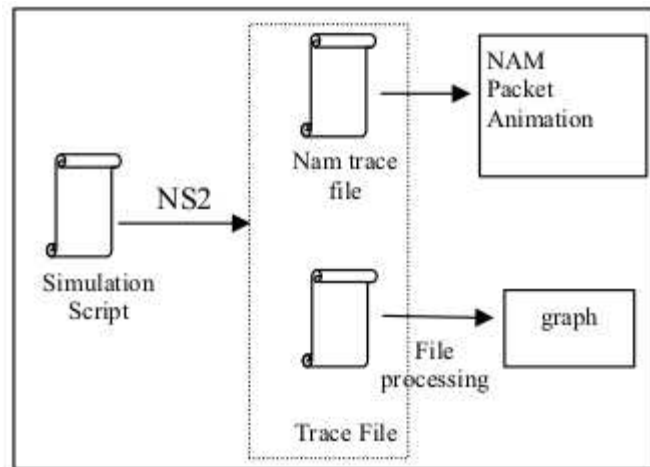 NAM
Packet
Animation
Nam trace
file
NS2
Simulation
Script
graph
File
processing
Trace File